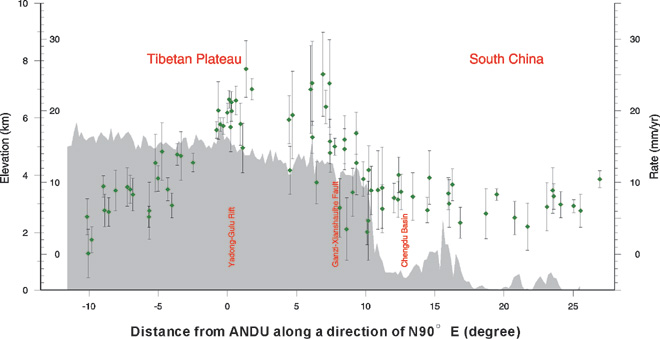 10
8
6
4
2
0
Elevation (km)
30
20
10
0
Tibetan Plateau
South China
Yadong-Gulu Rift
Ganzi-Xianshuihe Fault
Chengdu Basin
30
20
10
0
Rate (mm/yr)
-10
-5
0
5
10
15
20
25
Distance from ANDU along a direction of N90° E (degree)